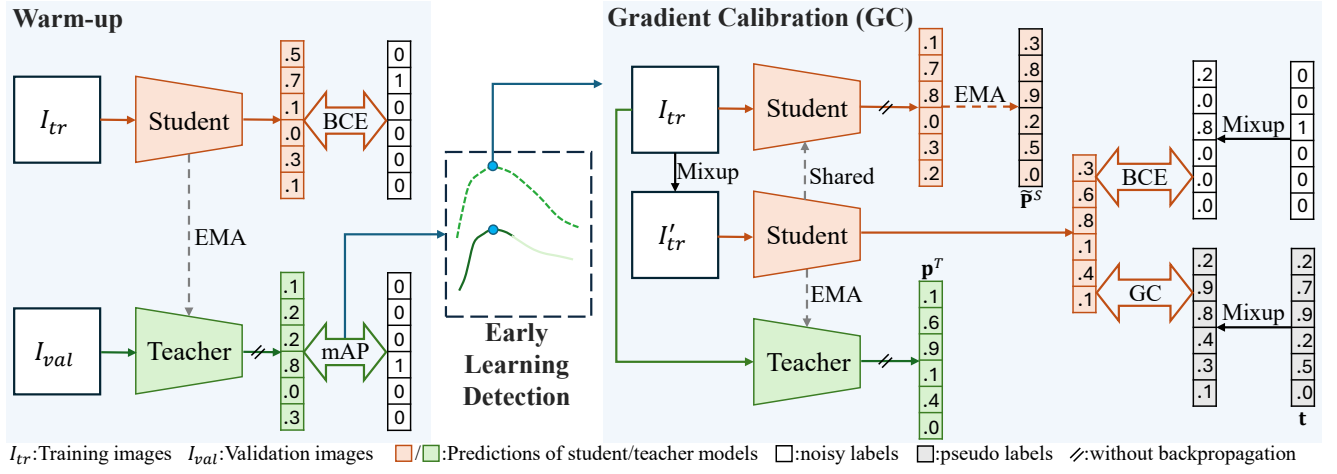 Warm-up
I_tr
Student
.5
.7
.1
.0
.3
.1
BCE
0
1
0
0
0
0
EMA
I_val
Teacher
.1
.2
.2
.8
.0
.3
mAP
0
0
0
1
0
0
Early
Learning
Detection
Gradient Calibration (GC)
I_tr
Student
.1
.7
.8
.0
.3
.2
EMA
.3
.8
.9
.2
.5
.0
P̃^S
Mixup
Shared
I'_tr
Student
.3
.6
.8
.1
.4
.1
BCE
.2
.0
.8
.0
.0
.0
Mixup
0
0
1
0
0
0
EMA
Teacher
p^T
.1
.6
.9
.1
.4
.0
GC
.2
.9
.8
.4
.3
.1
Mixup
.2
.7
.9
.2
.5
.0
t
I_tr:Training images I_val:Validation images /:Predictions of student/teacher models :noisy labels :pseudo labels :without backpropagation